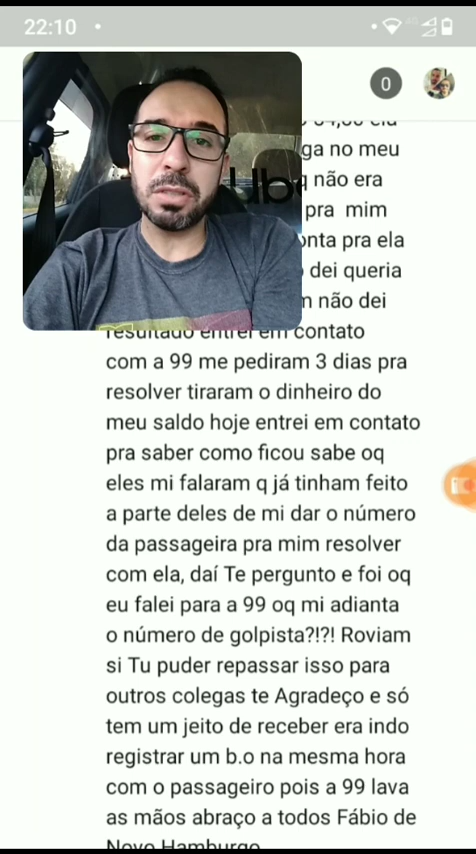 22:10
0
ga no meu
q não era
pra mim
onta pra ela
dei queria
não dei
resultado entrei em contato
com a 99 me pediram 3 dias pra
resolver tiraram o dinheiro do
meu saldo hoje entrei em contato
pra saber como ficou sabe oq
eles mi falaram q já tinham feito
a parte deles de mi dar o número
da passageira pra mim resolver
com ela, daí Te pergunto e foi oq
eu falei para a 99 oq mi adianta
o número de golpista?!?! Roviam
si Tu puder repassar isso para
outros colegas te Agradeço e só
tem um jeito de receber era indo
registrar um b.o na mesma hora
com o passageiro pois a 99 lava
as mãos abraço a todos Fábio de
Novo Hamburgo